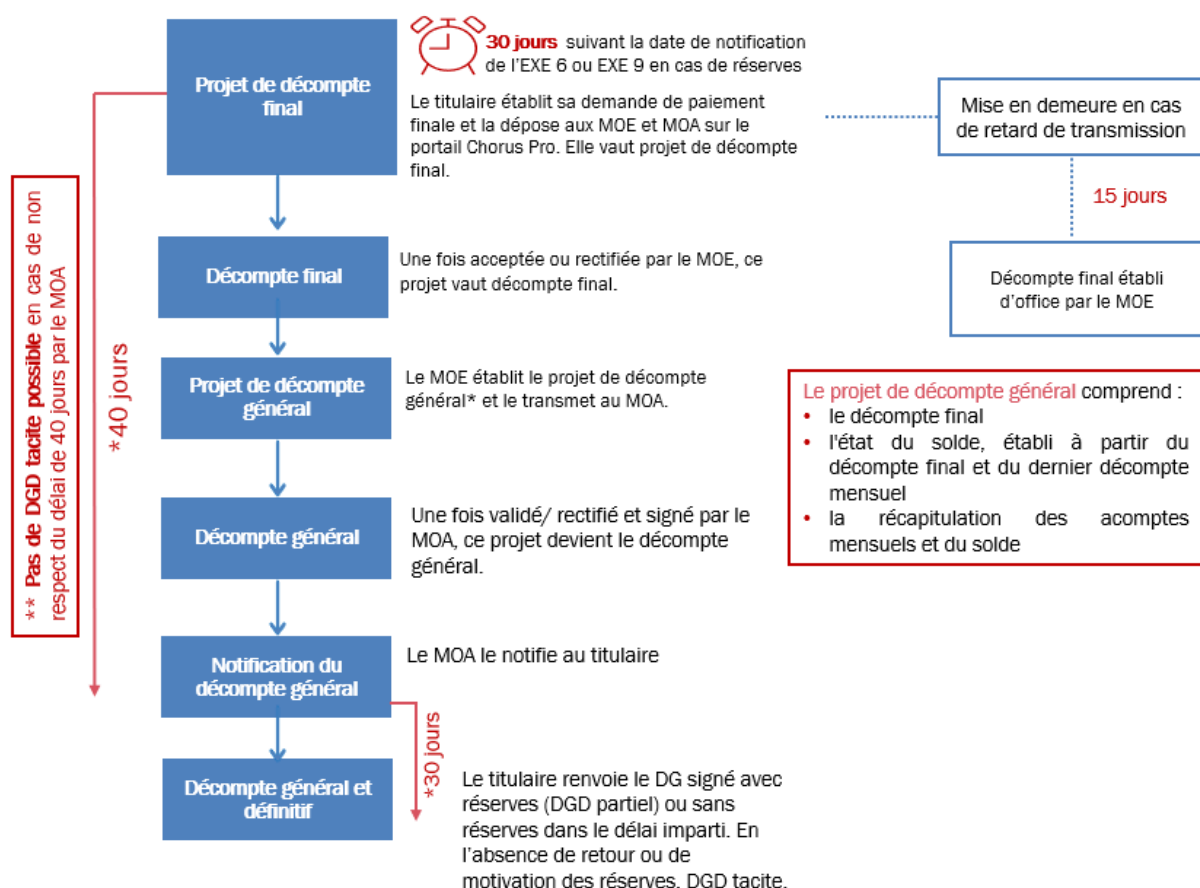 30 jours suivant la date de notification
de l'EXE 6 ou EXE 9 en cas de réserves
Projet de décompte
final
Le titulaire établit sa demande de paiement
finale et la dépose aux MOE et MOA sur le
portail Chorus Pro. Elle vaut projet de décompte
final.
Mise en demeure en cas
de retard de transmission
15 jours
Décompte final établi
d'office par le MOE
** Pas de DGD tacite possible en cas de non
respect du délai de 40 jours par le MOA
*40 jours
Décompte final
Une fois acceptée ou rectifiée par le MOE, ce
projet vaut décompte final.
Projet de décompte
général
Le MOE établit le projet de décompte
général* et le transmet au MOA.
Le projet de décompte général comprend :
• le décompte final
• l'état du solde, établi à partir du
décompte final et du dernier décompte
mensuel
• la récapitulation des acomptes
mensuels et du solde
Décompte général
Une fois validé/ rectifié et signé par le
MOA, ce projet devient le décompte
général.
Notification du
décompte général
Le MOA le notifie au titulaire
*30 jours
Décompte général et
définitif
Le titulaire renvoie le DG signé avec
réserves (DGD partiel) ou sans
réserves dans le délai imparti. En
l'absence de retour ou de
motivation des réserves, DGD tacite.